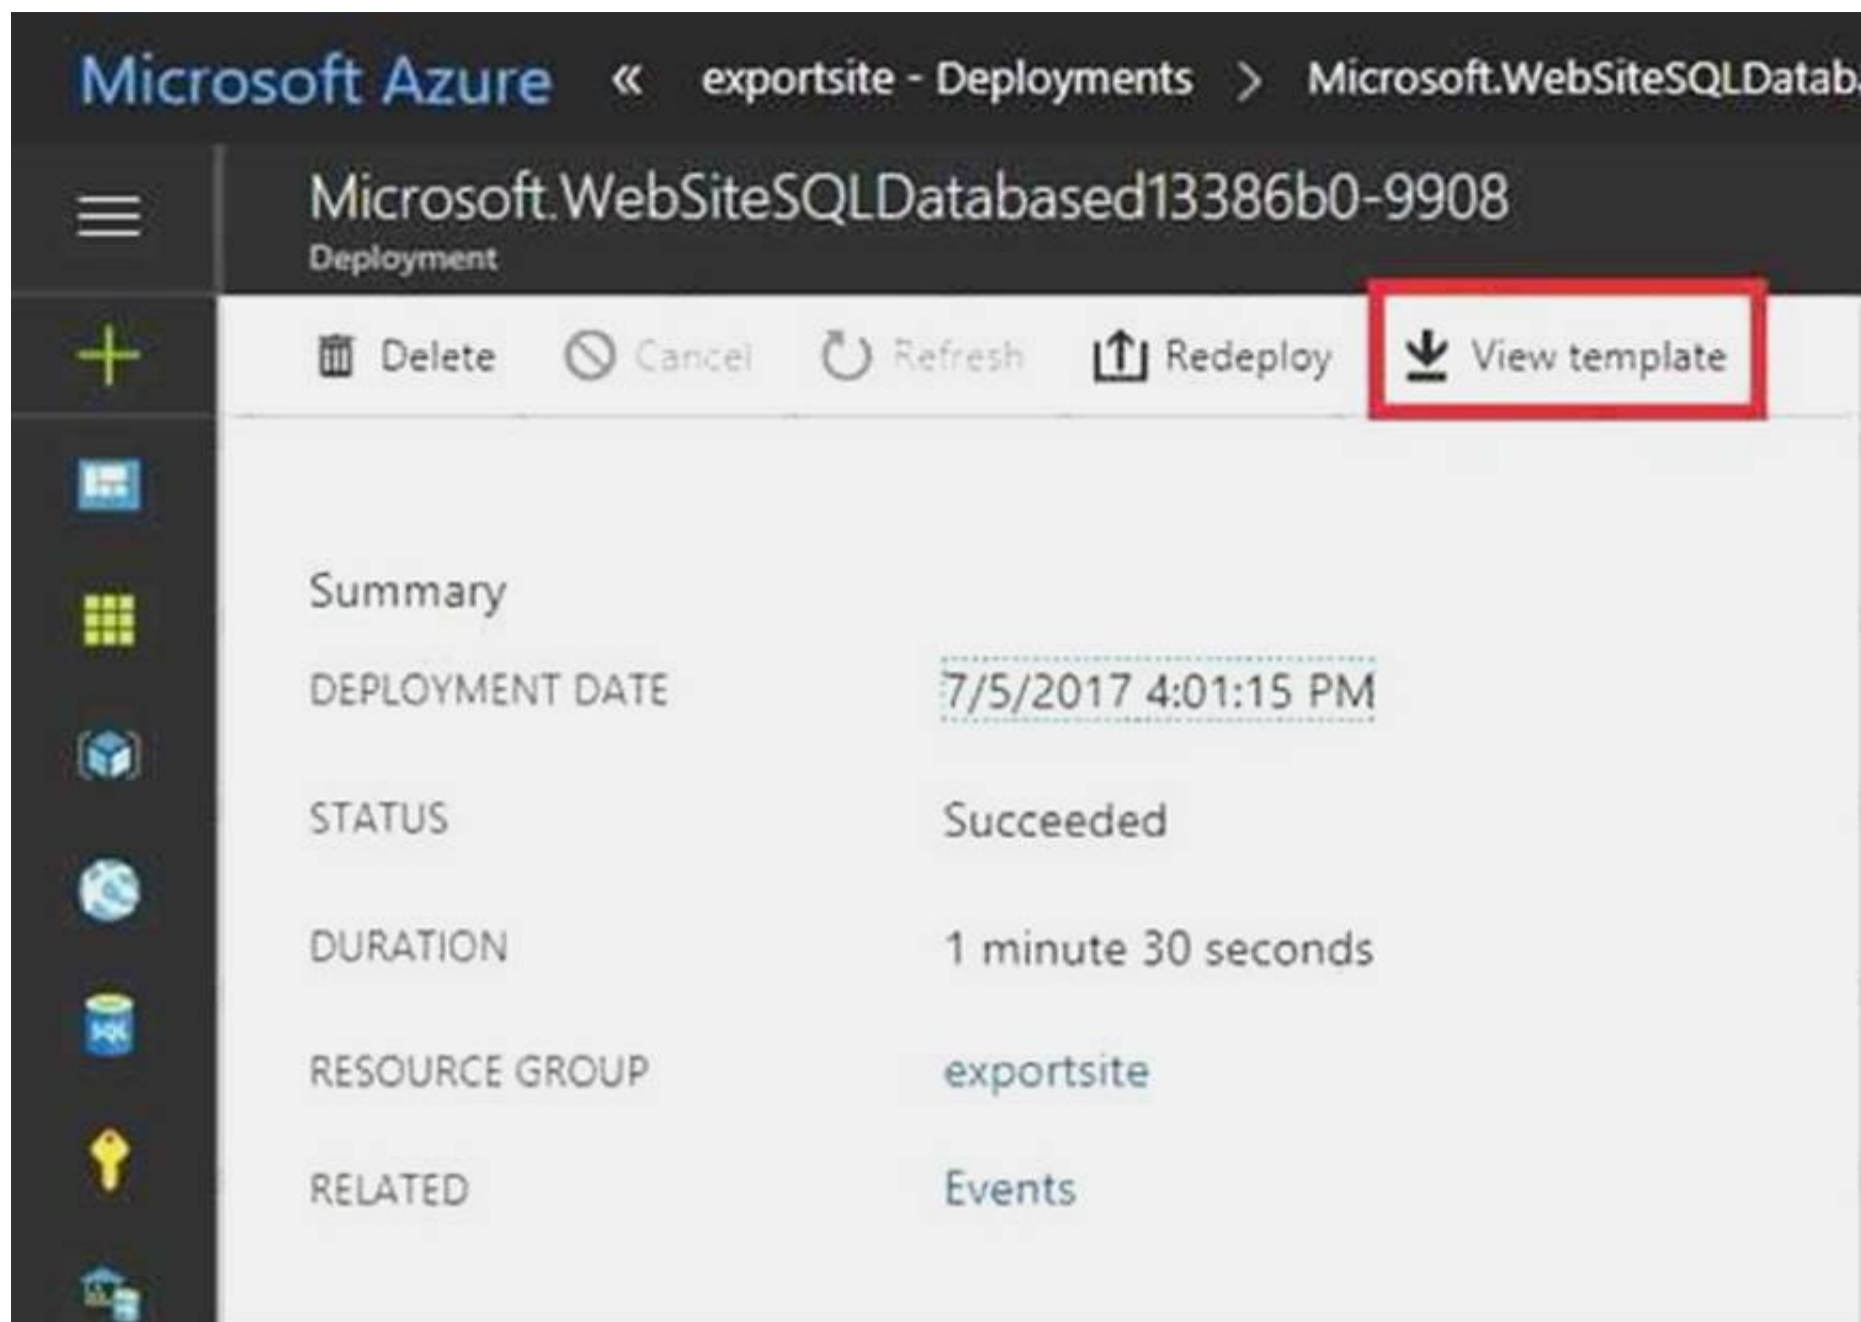 Microsoft Azure « exportsite - Deployments > Microsoft.WebSiteSQLDatab
Microsoft.WebSiteSQLDatabased13386b0-9908
Deployment
Delete Cancel Refresh Redeploy View template
Summary
DEPLOYMENT DATE 7/5/2017 4:01:15 PM
STATUS Succeeded
DURATION 1 minute 30 seconds
RESOURCE GROUP exportsite
SQL
RELATED Events